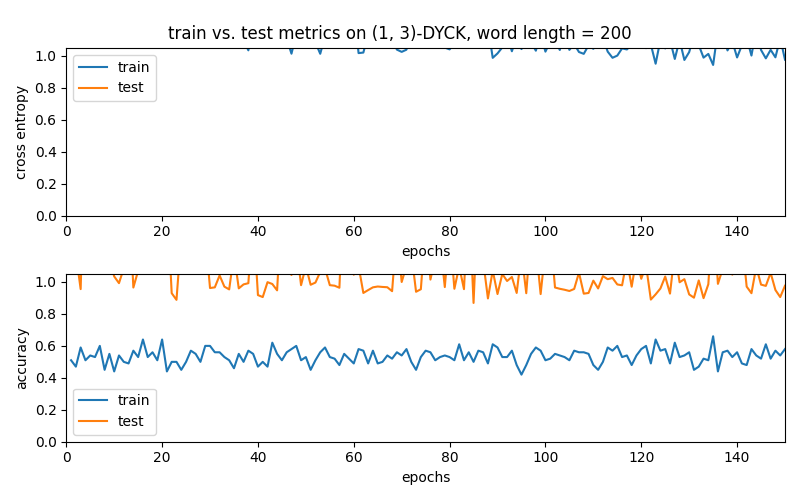 train vs. test metrics on (1, 3)-DYCK, word length = 200
cross entropy
1.0
0.8
0.6
0.4
0.2
0.0
train
test
0 20 40 60 80 100 120 140
epochs
accuracy
1.0
0.8
0.6
0.4
0.2
0.0
train
test
0 20 40 60 80 100 120 140
epochs